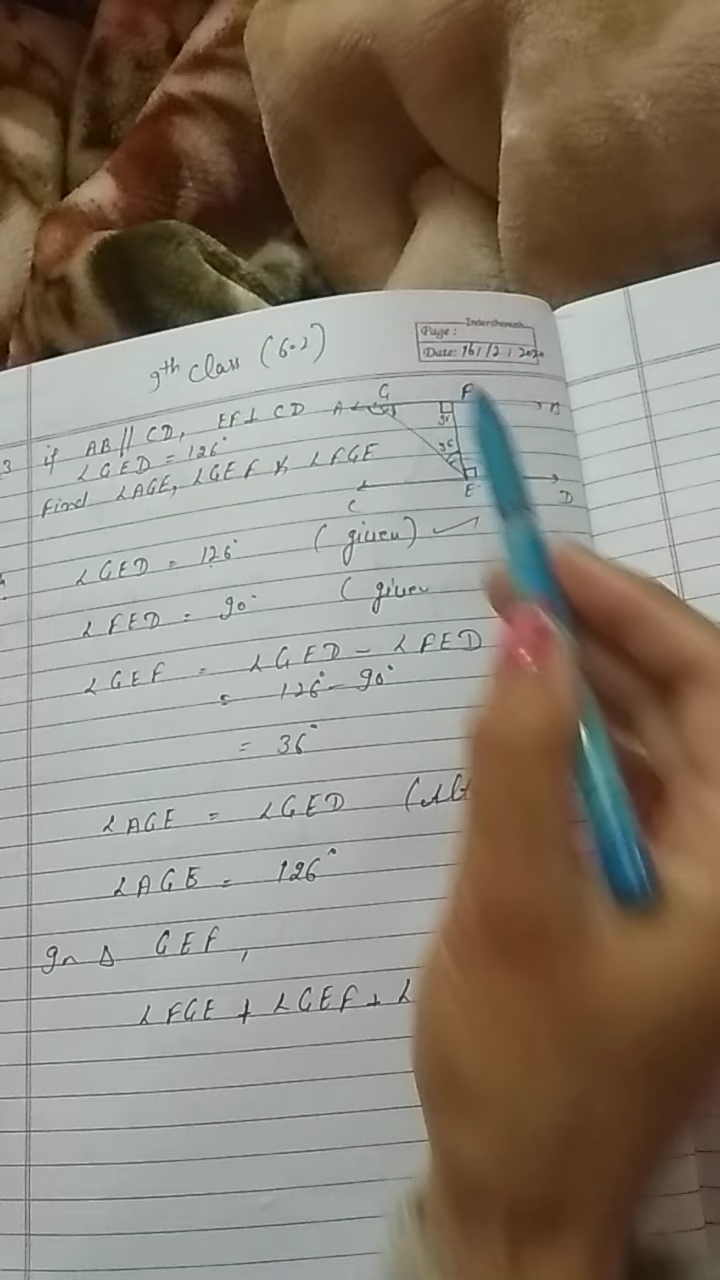 9th Class (6.2)
Inderdhanush
Page :
Date: 16/12/2020
3 if AB || CD, EF ⊥ CD
∠GED = 126°
Find ∠AGE, ∠GEF & ∠FGE
A G F B
C E D
∠GED = 126° (given) ✓
∠FED = 90° (given
∠GEF = ∠GED - ∠FED
= 126° - 90°
= 36°
∠AGE = ∠GED (Alt
∠AGE = 126°
In Δ GEF,
∠FGE + ∠GEF + ∠